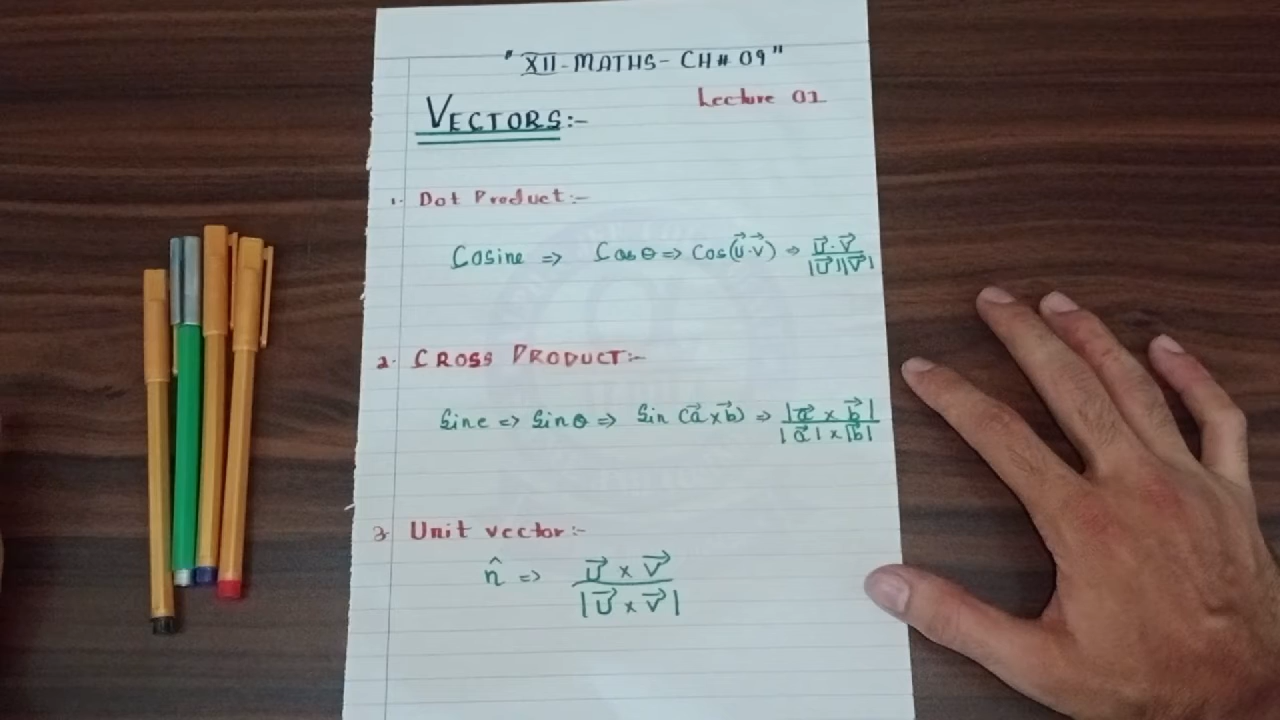 "XII-MATHS-CH# 09"
Lecture 01
VECTORS:-
1. Dot Product:-
Cosine => Cosθ => Cos(u⃗·v⃗) => u⃗·v⃗ / |u⃗||v⃗|
2. CROSS PRODUCT:-
Sine => Sinθ => Sin (a⃗×b⃗) => |a⃗ × b⃗| / |a⃗| × |b⃗|
3. Unit vector:-
n̂ => u⃗ × v⃗ / |u⃗ × v⃗|